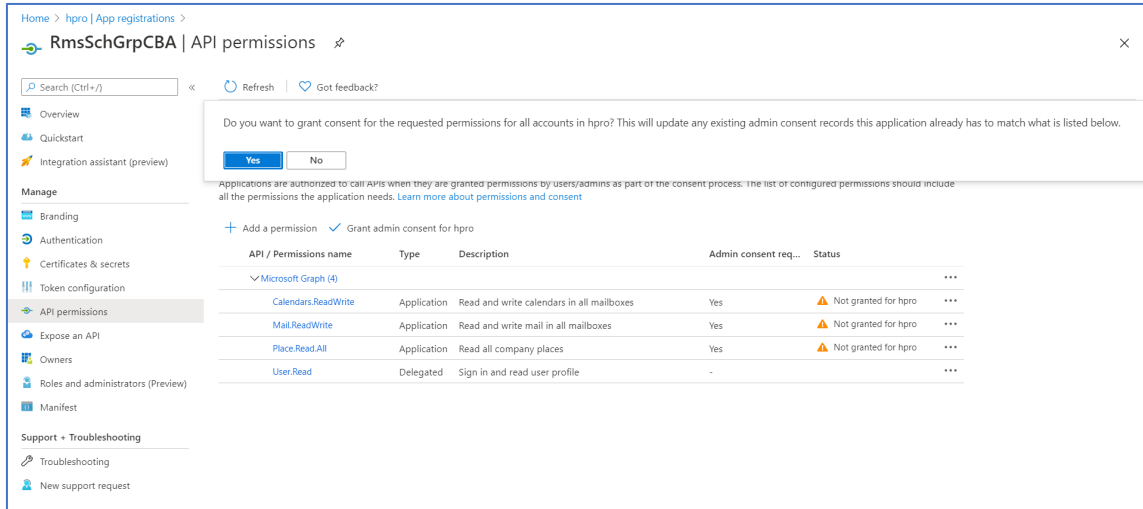 Home > hpro | App registrations >
RmsSchGrpCBA | API permissions
Search (Ctrl+/)
«
Refresh
Got feedback?
Overview
Quickstart
Integration assistant (preview)
Do you want to grant consent for the requested permissions for all accounts in hpro? This will update any existing admin consent records this application already has to match what is listed below.
Yes
No
Manage
Branding
Authentication
Certificates & secrets
Token configuration
API permissions
Expose an API
Owners
Roles and administrators (Preview)
Manifest
Support + Troubleshooting
Troubleshooting
New support request
Applications are authorized to call APIs when they are granted permissions by users/admins as part of the consent process. The list of configured permissions should include
all the permissions the application needs. Learn more about permissions and consent
+ Add a permission ✓ Grant admin consent for hpro
API / Permissions name Type Description Admin consent req... Status
Microsoft Graph (4) ...
Calendars.ReadWrite Application Read and write calendars in all mailboxes Yes Not granted for hpro ...
Mail.ReadWrite Application Read and write mail in all mailboxes Yes Not granted for hpro ...
Place.Read.All Application Read all company places Yes Not granted for hpro ...
User.Read Delegated Sign in and read user profile - ...